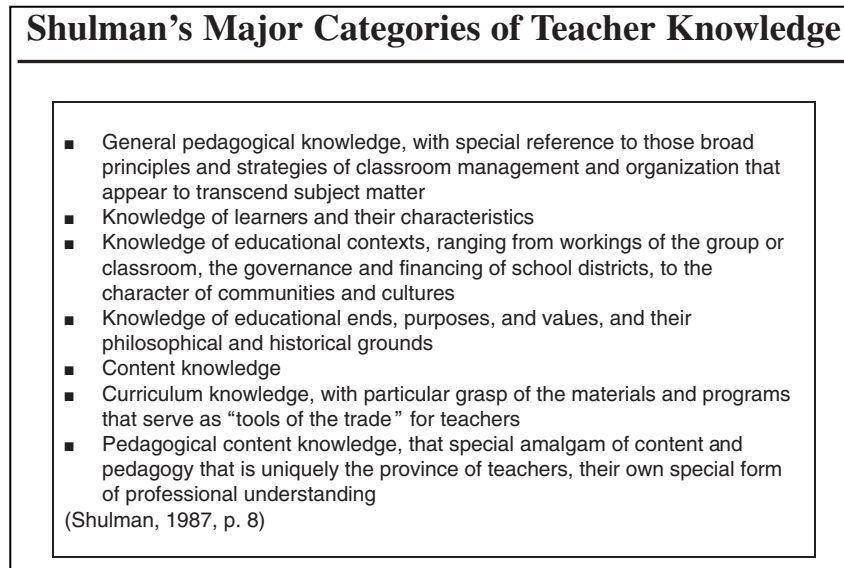 Shulman's Major Categories of Teacher Knowledge
■ General pedagogical knowledge, with special reference to those broad
principles and strategies of classroom management and organization that
appear to transcend subject matter
■ Knowledge of learners and their characteristics
■ Knowledge of educational contexts, ranging from workings of the group or
classroom, the governance and financing of school districts, to the
character of communities and cultures
■ Knowledge of educational ends, purposes, and values, and their
philosophical and historical grounds
■ Content knowledge
■ Curriculum knowledge, with particular grasp of the materials and programs
that serve as “tools of the trade” for teachers
■ Pedagogical content knowledge, that special amalgam of content and
pedagogy that is uniquely the province of teachers, their own special form
of professional understanding
(Shulman, 1987, p. 8)